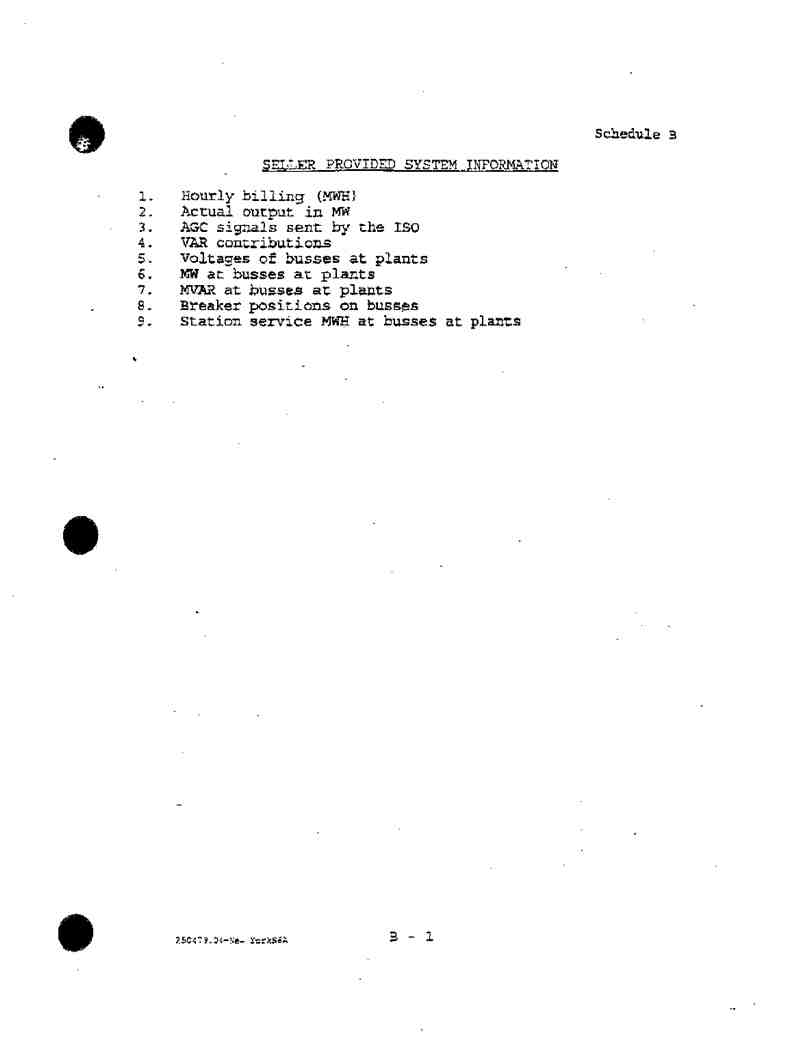 Schedule B
SELLER PROVIDED SYSTEM INFORMATION
1. Hourly billing (MWH)
2. Actual output in MW
3. AGC signals sent by the ISO
4. VAR contributions
5. Voltages of busses at plants
6. MW at busses at plants
7. MVAR at busses at plants
8. Breaker positions on busses
9. Station service MWH at busses at plants
B - 1